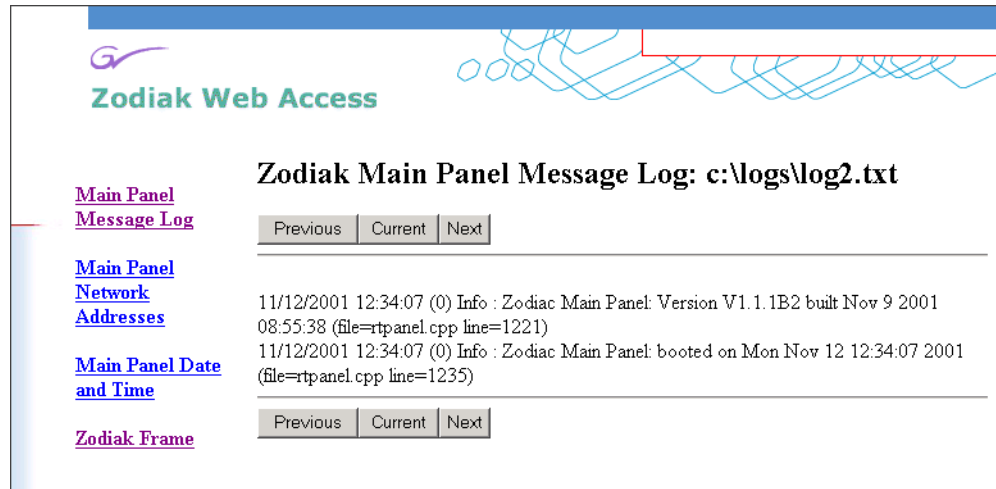 Zodiak Web Access
Main Panel
Message Log
Main Panel
Network
Addresses
Main Panel Date
and Time
Zodiak Frame
Zodiak Main Panel Message Log: c:\logs\log2.txt
Previous Current Next
11/12/2001 12:34:07 (0) Info : Zodiac Main Panel: Version V1.1.1B2 built Nov 9 2001
08:55:38 (file=rtpanel.cpp line=1221)
11/12/2001 12:34:07 (0) Info : Zodiac Main Panel: booted on Mon Nov 12 12:34:07 2001
(file=rtpanel.cpp line=1235)
Previous Current Next